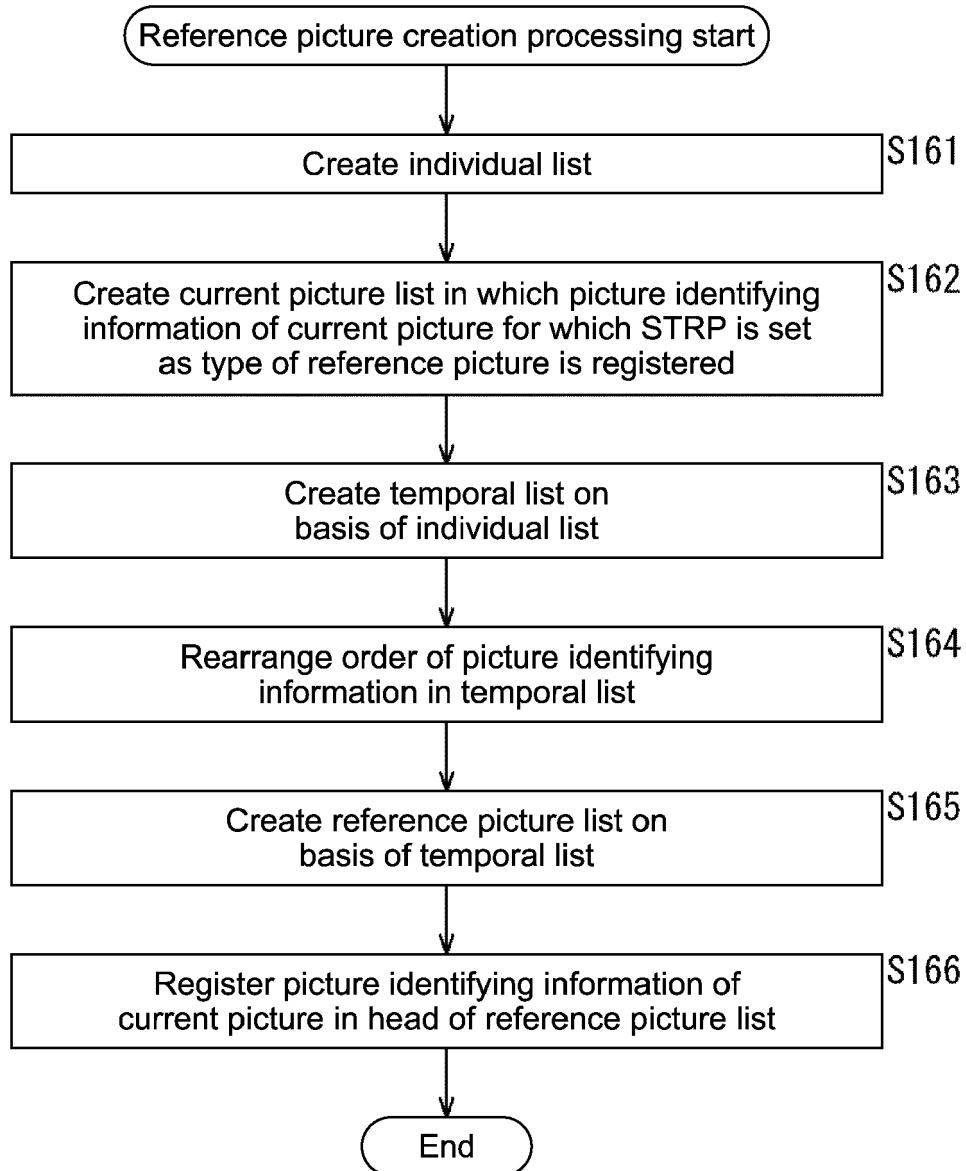 Reference picture creation processing start
S161
Create individual list
S162
Create current picture list in which picture identifying
information of current picture for which STRP is set
as type of reference picture is registered
S163
Create temporal list on
basis of individual list
S164
Rearrange order of picture identifying
information in temporal list
S165
Create reference picture list on
basis of temporal list
S166
Register picture identifying information of
current picture in head of reference picture list
End